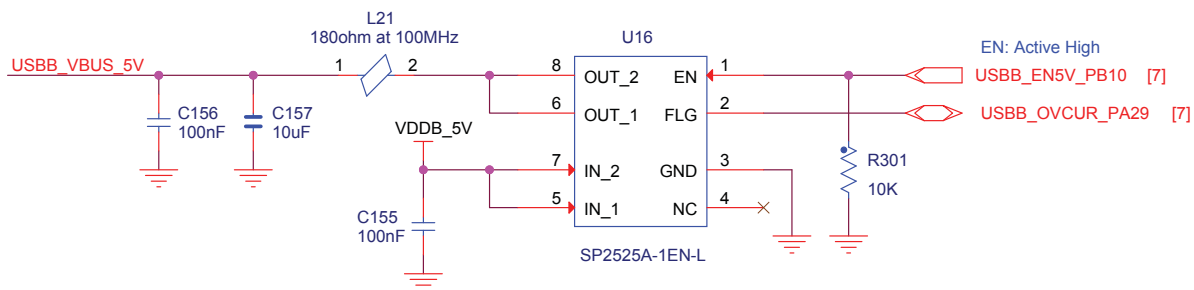 L21
180ohm at 100MHz
U16
EN: Active High
USBB_VBUS_5V
1
2
8
OUT_2
EN
1
USBB_EN5V_PB10 [7]
C156
100nF
C157
10uF
6
OUT_1
FLG
2
USBB_OVCUR_PA29 [7]
VDDB_5V
7
IN_2
GND
3
R301
10K
5
IN_1
NC
4
C155
100nF
SP2525A-1EN-L